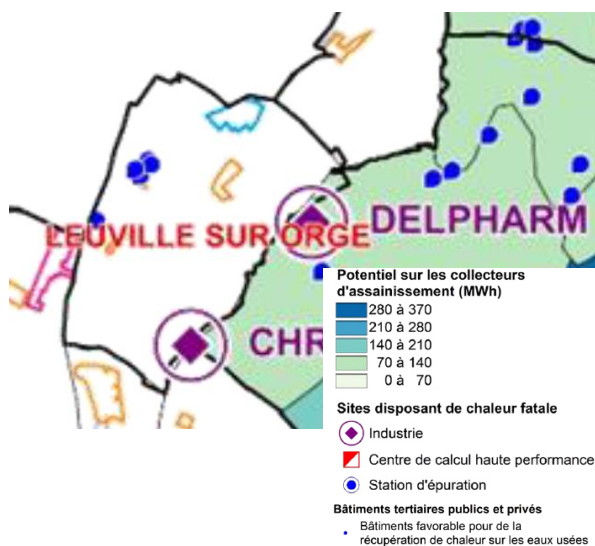 LEUVILLE SUR ORGE
DELPHARM
CHR
Potentiel sur les collecteurs
d'assainissement (MWh)
280 à 370
210 à 280
140 à 210
70 à 140
0 à 70
Sites disposant de chaleur fatale
Industrie
Centre de calcul haute performance
Station d'épuration
Bâtiments tertiaires publics et privés
Bâtiments favorable pour de la
récupération de chaleur sur les eaux usées